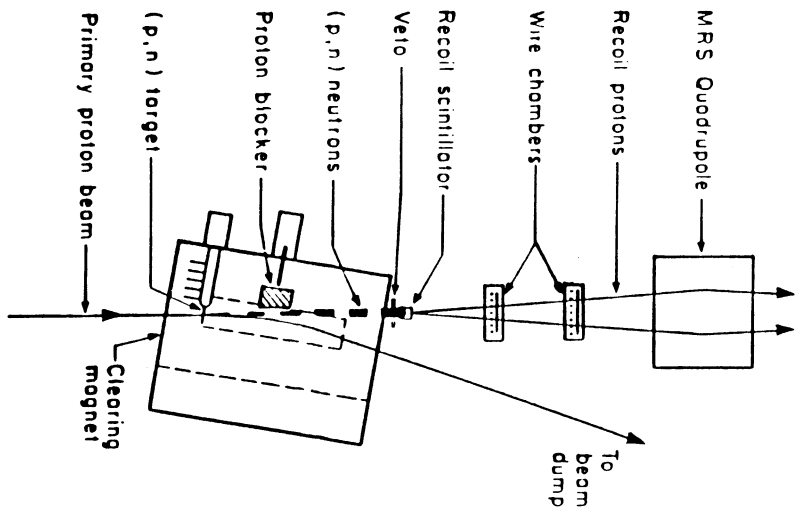 MRS Quadrupole
Recoil protons
Wire chambers
Recoil scintillator
Veto
(p,n) neutrons
Proton blocker
(p,n) target
Primary proton beam
Clearing
magnet
To
beam
dump